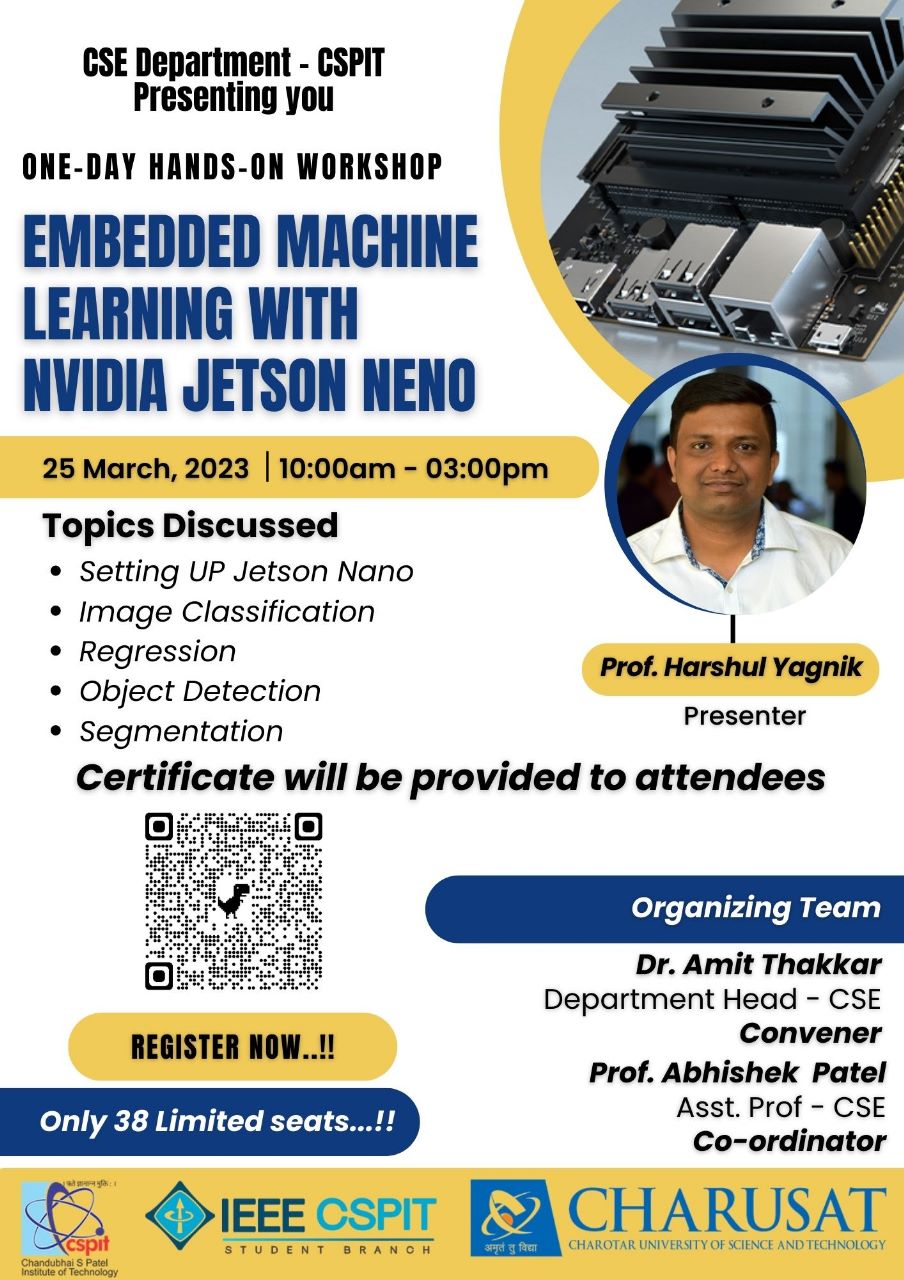 CSE Department - CSPIT
Presenting you
ONE-DAY HANDS-ON WORKSHOP
EMBEDDED MACHINE
LEARNING WITH
NVIDIA JETSON NENO
25 March, 2023 | 10:00am - 03:00pm
Topics Discussed
• Setting UP Jetson Nano
• Image Classification
• Regression
• Object Detection
• Segmentation
Prof. Harshul Yagnik
Presenter
Certificate will be provided to attendees
REGISTER NOW..!!
Only 38 Limited seats...!!
Organizing Team
Dr. Amit Thakkar
Department Head - CSE
Convener
Prof. Abhishek Patel
Asst. Prof - CSE
Co-ordinator
cspit
Chandubhai S Patel
Institute of Technology
IEEE CSPIT
STUDENT BRANCH
अमृतं तु विद्या
CHARUSAT
CHAROTAR UNIVERSITY OF SCIENCE AND TECHNOLOGY